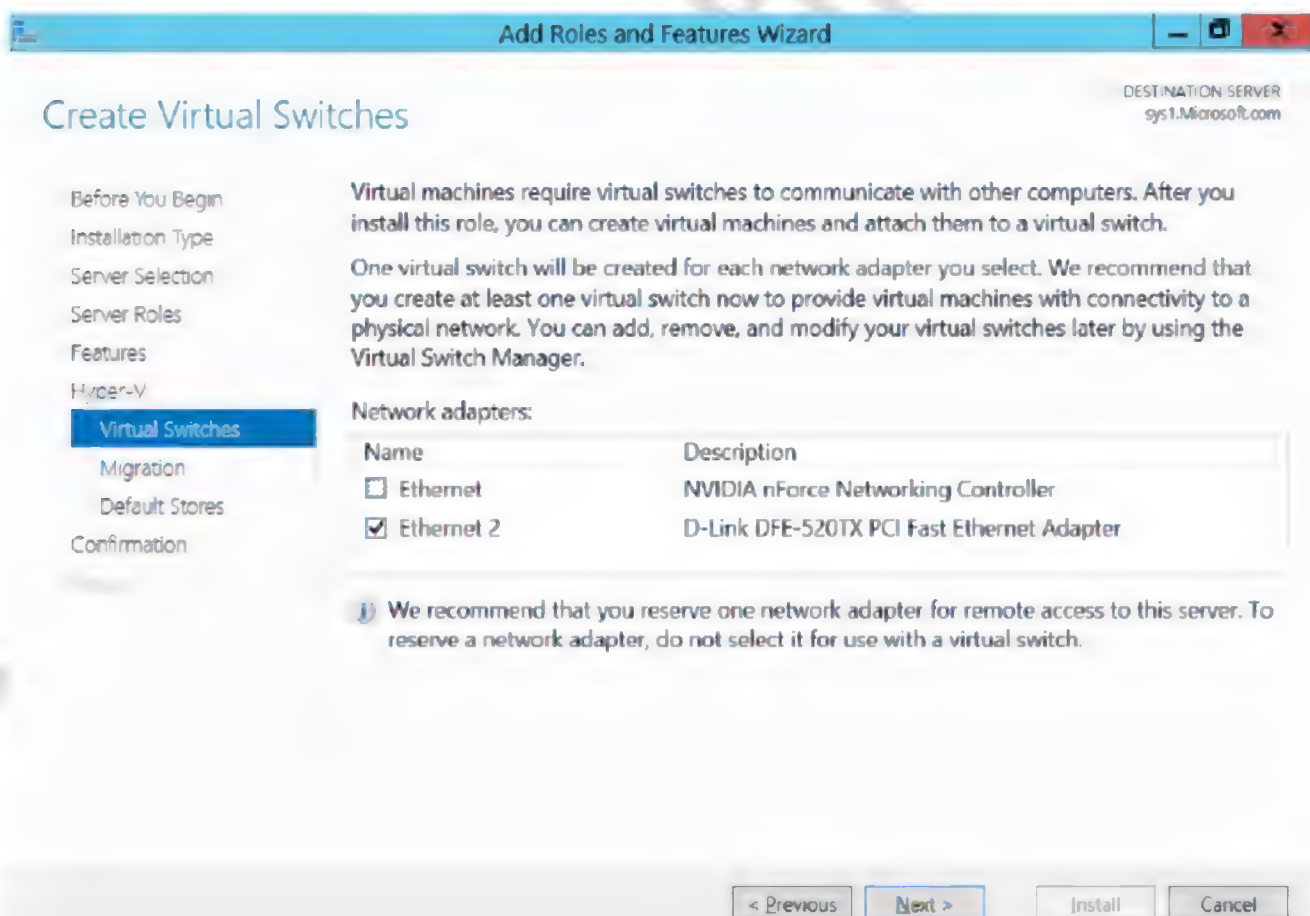 Add Roles and Features Wizard
Create Virtual Switches
DESTINATION SERVER
sys1.Microsoft.com
Before You Begin
Installation Type
Server Selection
Server Roles
Features
Hyper-V
Virtual Switches
Migration
Default Stores
Confirmation
Virtual machines require virtual switches to communicate with other computers. After you
install this role, you can create virtual machines and attach them to a virtual switch.
One virtual switch will be created for each network adapter you select. We recommend that
you create at least one virtual switch now to provide virtual machines with connectivity to a
physical network. You can add, remove, and modify your virtual switches later by using the
Virtual Switch Manager.
Network adapters:
Name Description
Ethernet NVIDIA nForce Networking Controller
Ethernet 2 D-Link DFE-520TX PCI Fast Ethernet Adapter
We recommend that you reserve one network adapter for remote access to this server. To
reserve a network adapter, do not select it for use with a virtual switch.
< Previous Next > Install Cancel